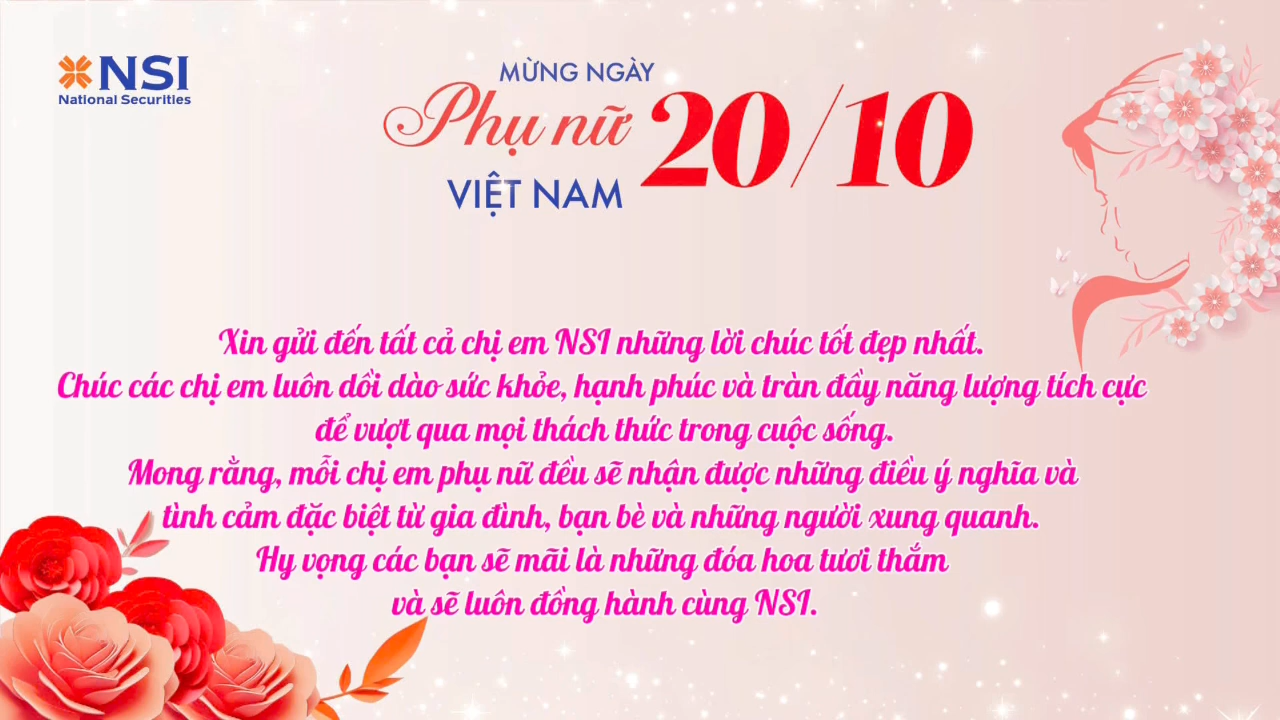 NSI
National Securities
MỪNG NGÀY
Phụ nữ
VIỆT NAM
20/10
Xin gửi đến tất cả chị em NSI những lời chúc tốt đẹp nhất.
Chúc các chị em luôn dồi dào sức khỏe, hạnh phúc và tràn đầy năng lượng tích cực
để vượt qua mọi thách thức trong cuộc sống.
Mong rằng, mỗi chị em phụ nữ đều sẽ nhận được những điều ý nghĩa và
tình cảm đặc biệt từ gia đình, bạn bè và những người xung quanh.
Hy vọng các bạn sẽ mãi là những đóa hoa tươi thắm
và sẽ luôn đồng hành cùng NSI.